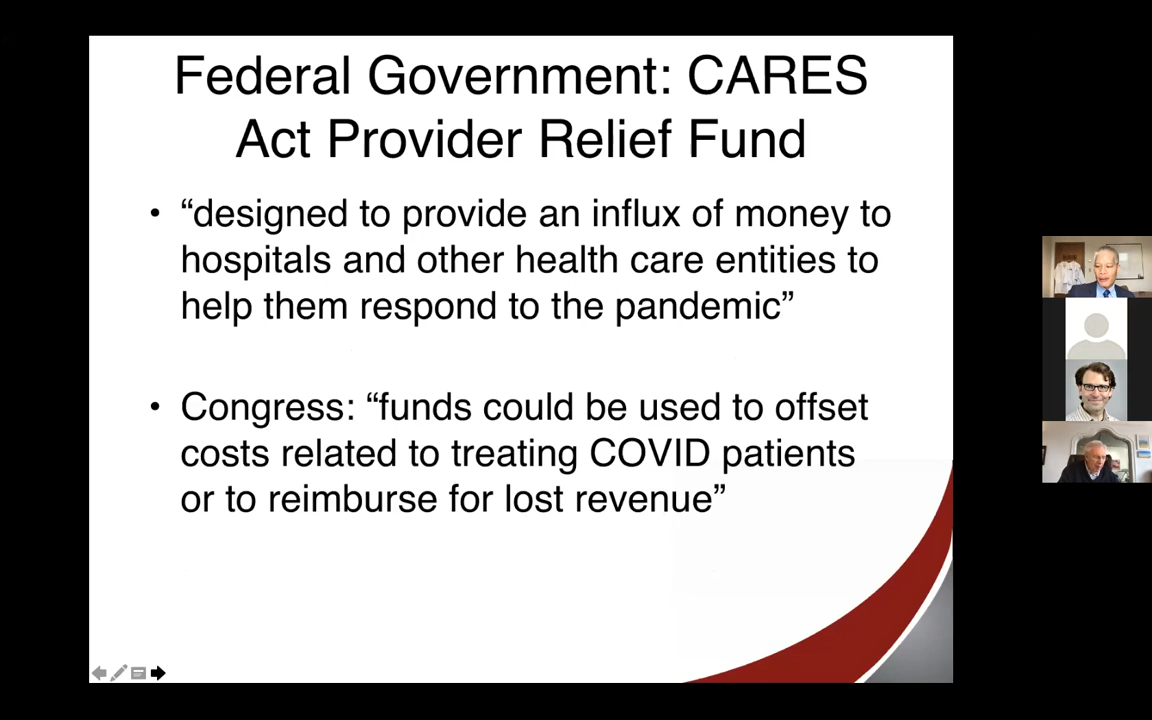 Federal Government: CARES
Act Provider Relief Fund
• “designed to provide an influx of money to
hospitals and other health care entities to
help them respond to the pandemic”
• Congress: “funds could be used to offset
costs related to treating COVID patients
or to reimburse for lost revenue”